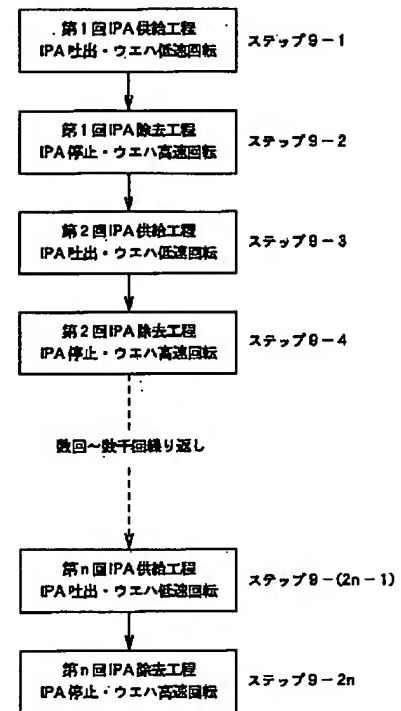 第1回IPA供給工程
IPA吐出・ウエハ低速回転
ステップ9-1
第1回IPA除去工程
IPA停止・ウエハ高速回転
ステップ9-2
第2回IPA供給工程
IPA吐出・ウエハ低速回転
ステップ9-3
第2回IPA除去工程
IPA停止・ウエハ高速回転
ステップ9-4
数回~数千回繰り返し
第n回IPA供給工程
IPA吐出・ウエハ低速回転
ステップ9-(2n-1)
第n回IPA除去工程
IPA停止・ウエハ高速回転
ステップ9-2n